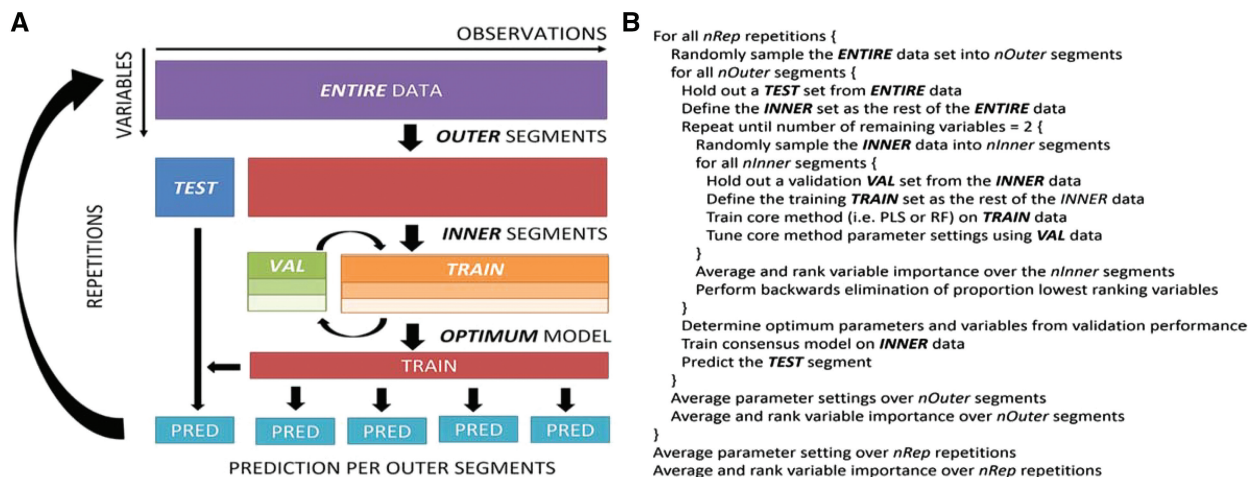 A
OBSERVATIONS
VARIABLES
ENTIRE DATA
OUTER SEGMENTS
TEST
INNER SEGMENTS
VAL
TRAIN
REPETITIONS
OPTIMUM MODEL
TRAIN
PRED PRED PRED PRED PRED
PREDICTION PER OUTER SEGMENTS
B
For all nRep repetitions {
Randomly sample the ENTIRE data set into nOuter segments
for all nOuter segments {
Hold out a TEST set from ENTIRE data
Define the INNER set as the rest of the ENTIRE data
Repeat until number of remaining variables = 2 {
Randomly sample the INNER data into nInner segments
for all nInner segments {
Hold out a validation VAL set from the INNER data
Define the training TRAIN set as the rest of the INNER data
Train core method (i.e. PLS or RF) on TRAIN data
Tune core method parameter settings using VAL data
}
Average and rank variable importance over the nInner segments
Perform backwards elimination of proportion lowest ranking variables
}
Determine optimum parameters and variables from validation performance
Train consensus model on INNER data
Predict the TEST segment
}
Average parameter settings over nOuter segments
Average and rank variable importance over nOuter segments
}
Average parameter setting over nRep repetitions
Average and rank variable importance over nRep repetitions